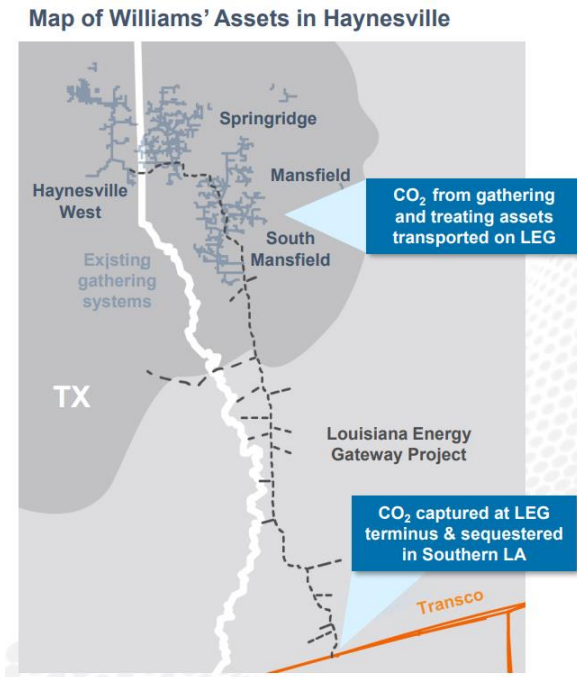 Map of Williams' Assets in Haynesville
Springridge
Mansfield
Haynesville
West
CO₂ from gathering
and treating assets
transported on LEG
South
Mansfield
Existing
gathering
systems
TX
Louisiana Energy
Gateway Project
CO₂ captured at LEG
terminus & sequestered
in Southern LA
Transco